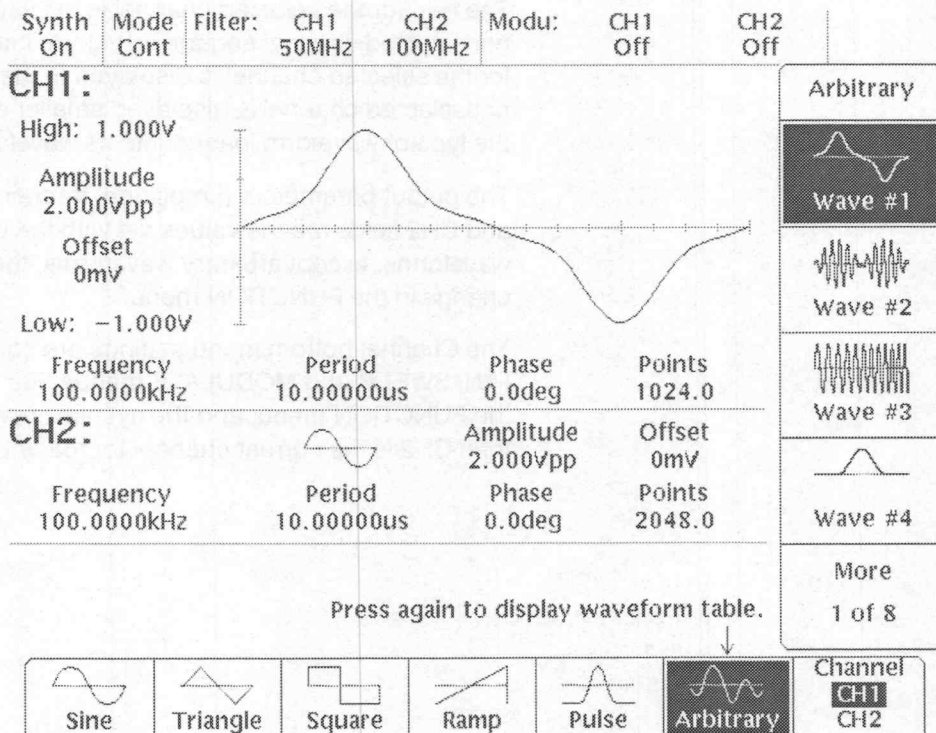 Synth Mode Filter: CH1 CH2 Modu: CH1 CH2
On Cont 50MHz 100MHz Off Off
CH1:
High: 1.000V
Amplitude
2.000Vpp
Offset
0mV
Low: -1.000V
Frequency Period Phase Points
100.0000kHz 10.00000us 0.0deg 1024.0
CH2:
Amplitude Offset
2.000Vpp 0mV
Frequency Period Phase Points
100.0000kHz 10.00000us 0.0deg 2048.0
Arbitrary
Wave #1
Wave #2
Wave #3
Wave #4
More
1 of 8
Press again to display waveform table.
Sine Triangle Square Ramp Pulse Arbitrary
Channel
CH1
CH2